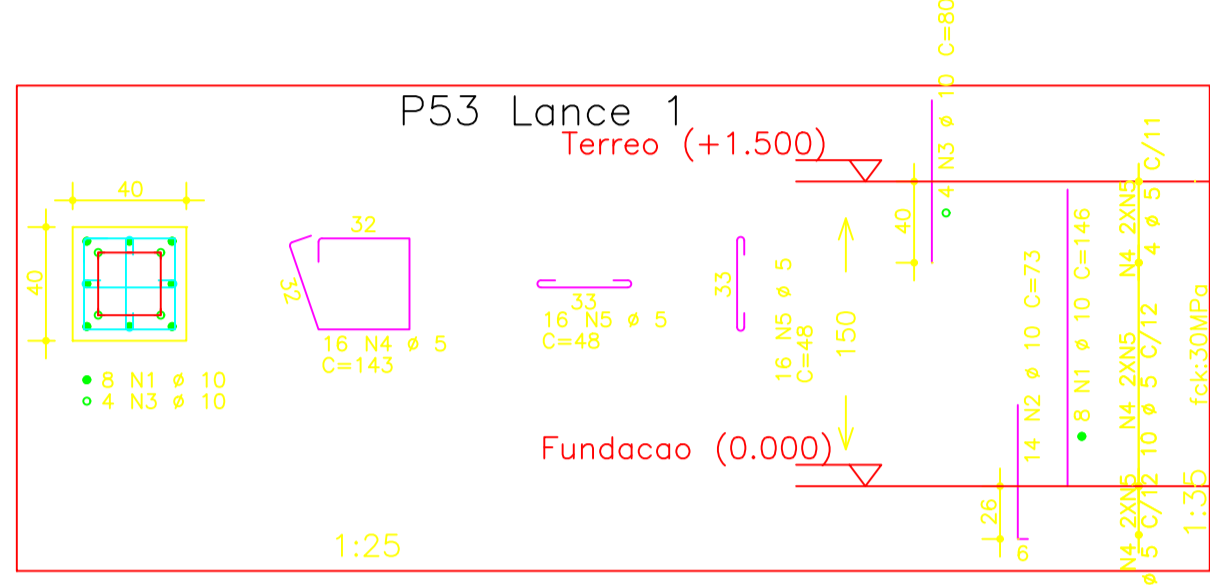 P53 Lance 1
Terreo (+1.500)
40
40
8 N1 ø 10
4 N3 ø 10
32
32
16 N4 ø 5
C=143
33
16 N5 ø 5
C=48
33
16 N5 ø 5
C=48
150
Fundacao (0.000)
40
4 N3 ø 10 C=80
14 N2 ø 10 C=73
26
6
8 N1 ø 10 C=146
N4 2XN5
4 ø 5 C/11
N4 2XN5
10 ø 5 C/12
N4 2XN5
ø 5 C/12
fck:30MPa
1:35
1:25